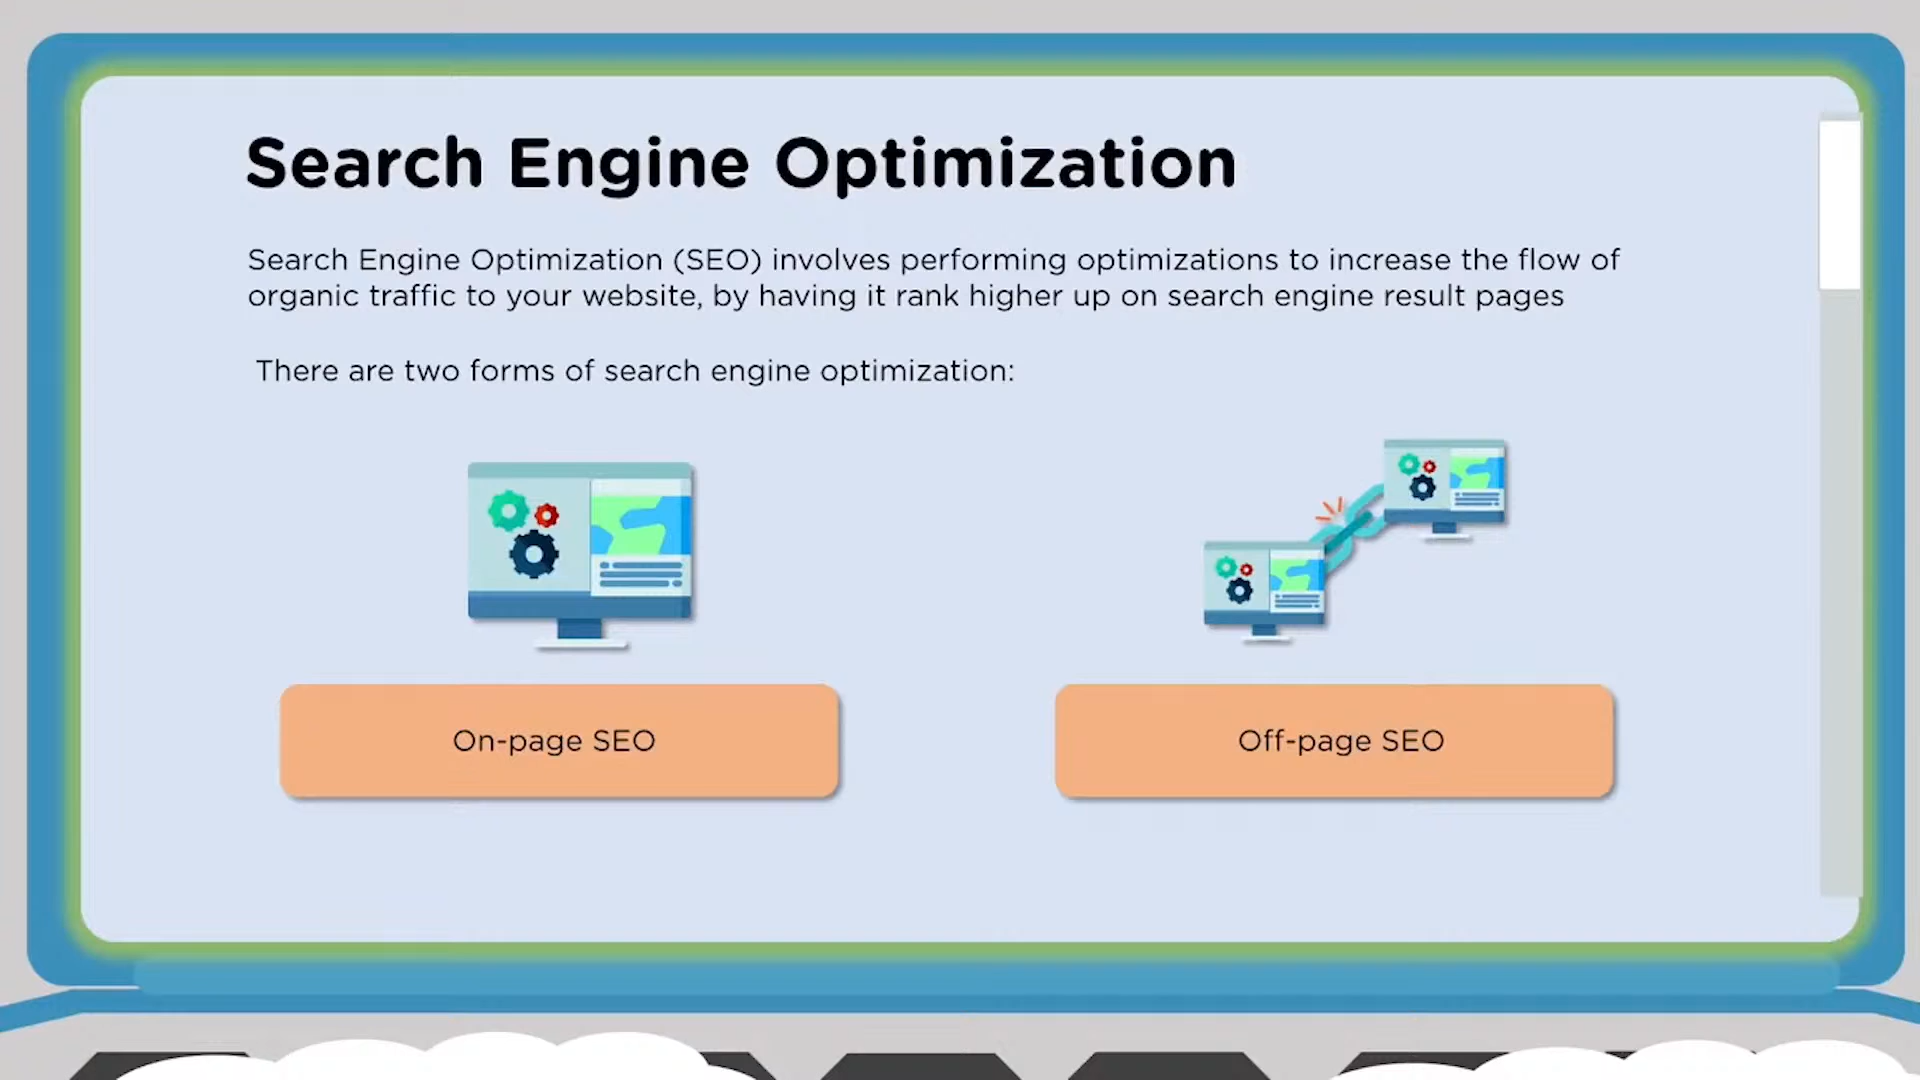 Search Engine Optimization
Search Engine Optimization (SEO) involves performing optimizations to increase the flow of
organic traffic to your website, by having it rank higher up on search engine result pages
There are two forms of search engine optimization:
On-page SEO
Off-page SEO